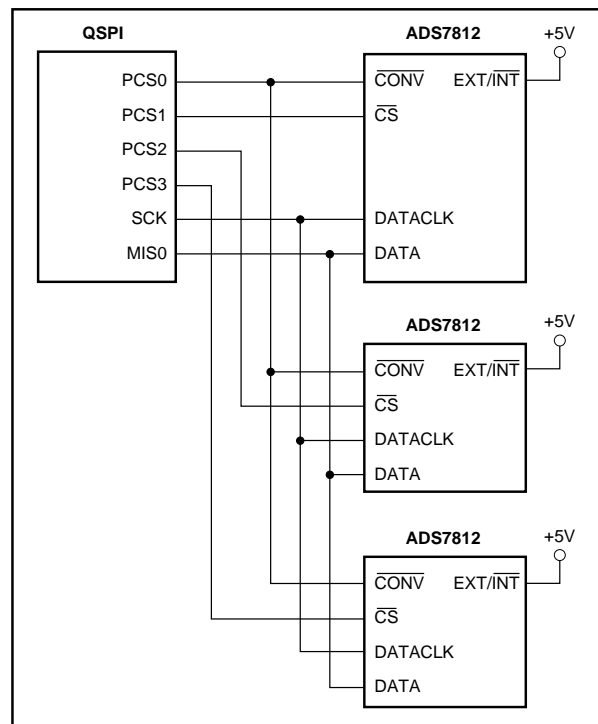 QSPI
PCS0
PCS1
PCS2
PCS3
SCK
MIS0
ADS7812
+5V
CONV EXT/INT
CS
DATACLK
DATA
ADS7812
+5V
CONV EXT/INT
CS
DATACLK
DATA
ADS7812
+5V
CONV EXT/INT
CS
DATACLK
DATA